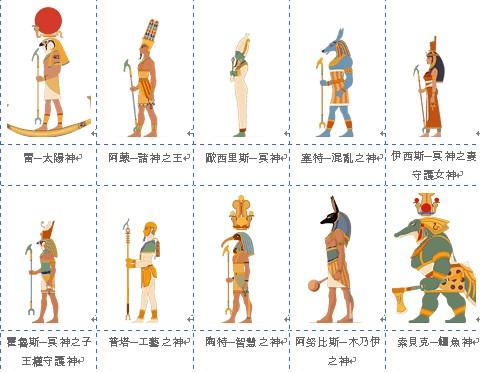 雷—太陽神
阿蒙—諸神之王
歐西里斯—冥神
塞特—混亂之神
伊西斯—冥神之妻
守護女神
霍魯斯—冥神之子
王權守護神
普塔—工藝之神
陶特—智慧之神
阿努比斯—木乃伊
之神
索貝克—鱷魚神